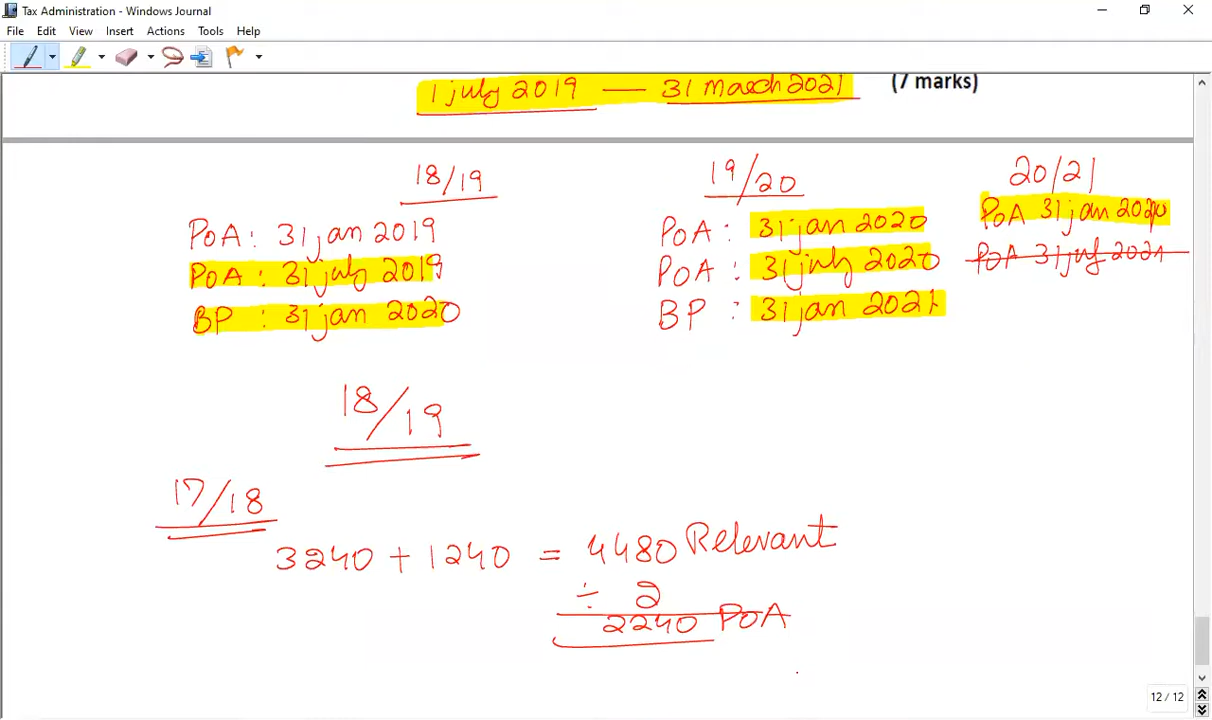 Tax Administration - Windows Journal
File Edit View Insert Actions Tools Help
1 july 2019 — 31 march 2021 (7 marks)
18/19 19/20 20/21
PoA: 31 jan 2019 PoA: 31 jan 2020 PoA 31 jan 2020
PoA: 31 july 2019 PoA: 31 july 2020 PoA 31 jul 2021
BP : 31 jan 2020 BP : 31 jan 2021
18/19
17/18
3240 + 1240 = 4480 Relevant
÷ 2
2240 PoA
12 / 12